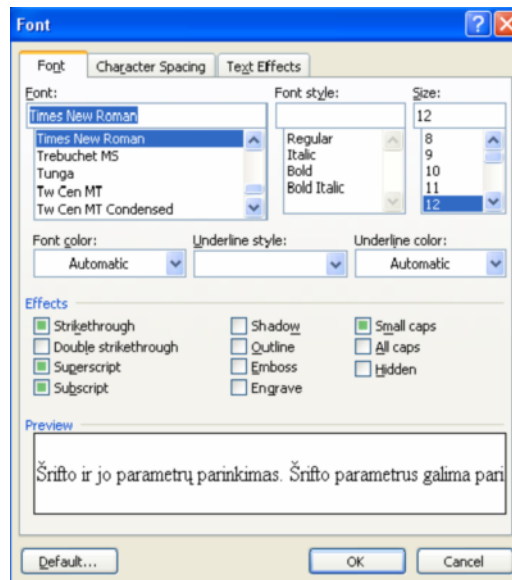 Font
Font Character Spacing Text Effects
Font: Font style: Size:
Times New Roman 12
Times New Roman Regular 8
Trebuchet MS Italic 9
Tunga Bold 10
Tw Cen MT Bold Italic 11
Tw Cen MT Condensed 12
Font color: Underline style: Underline color:
Automatic Automatic
Effects
Strikethrough Shadow Small caps
Double strikethrough Outline All caps
Superscript Emboss Hidden
Subscript Engrave
Preview
Šrifto ir jo parametrų parinkimas. Šrifto parametrus galima pari
Default... OK Cancel